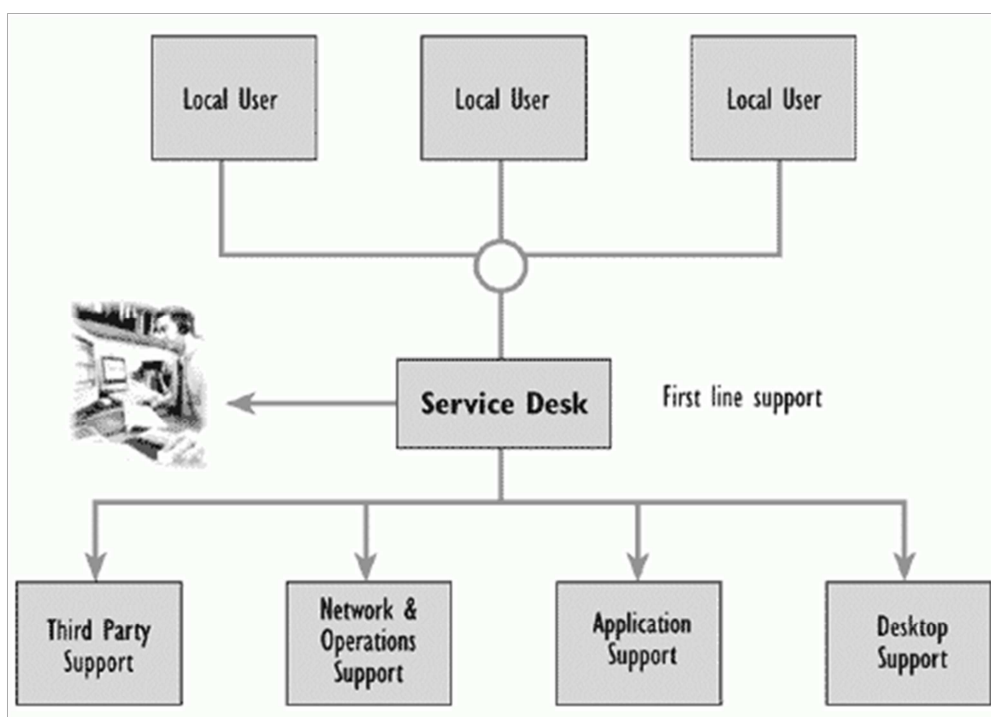 Local User
Local User
Local User
Service Desk
First line support
Third Party
Support
Network &
Operations
Support
Application
Support
Desktop
Support